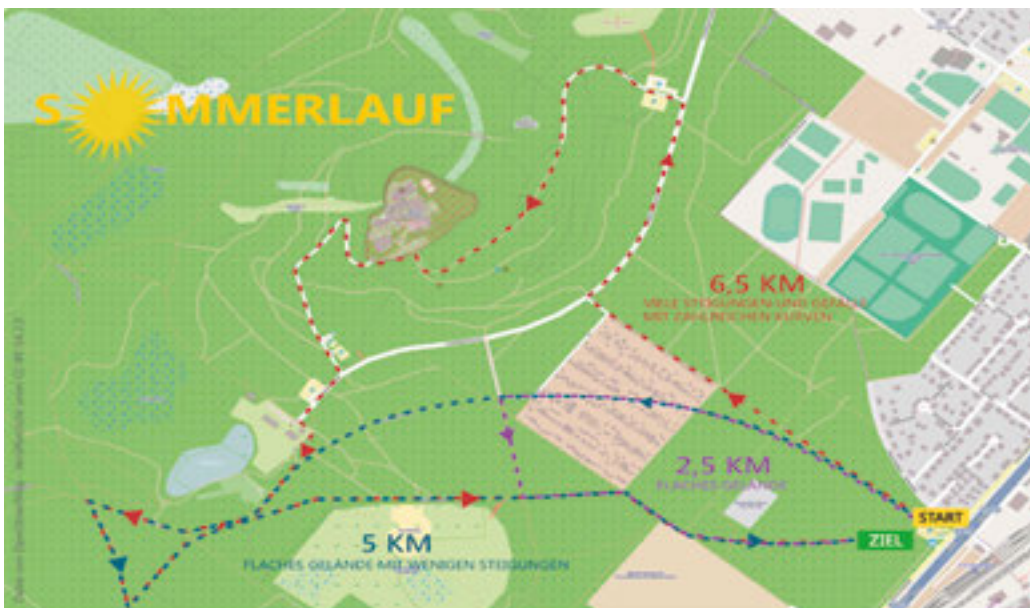 SOMMERLAUF
6,5 KM
VIELE STEIGUNGEN UND GEFÄLLE
MIT ZAHLREICHEN KURVEN
2,5 KM
FLACHES GELÄNDE
START
ZIEL
5 KM
FLACHES GELÄNDE MIT WENIGEN STEIGUNGEN